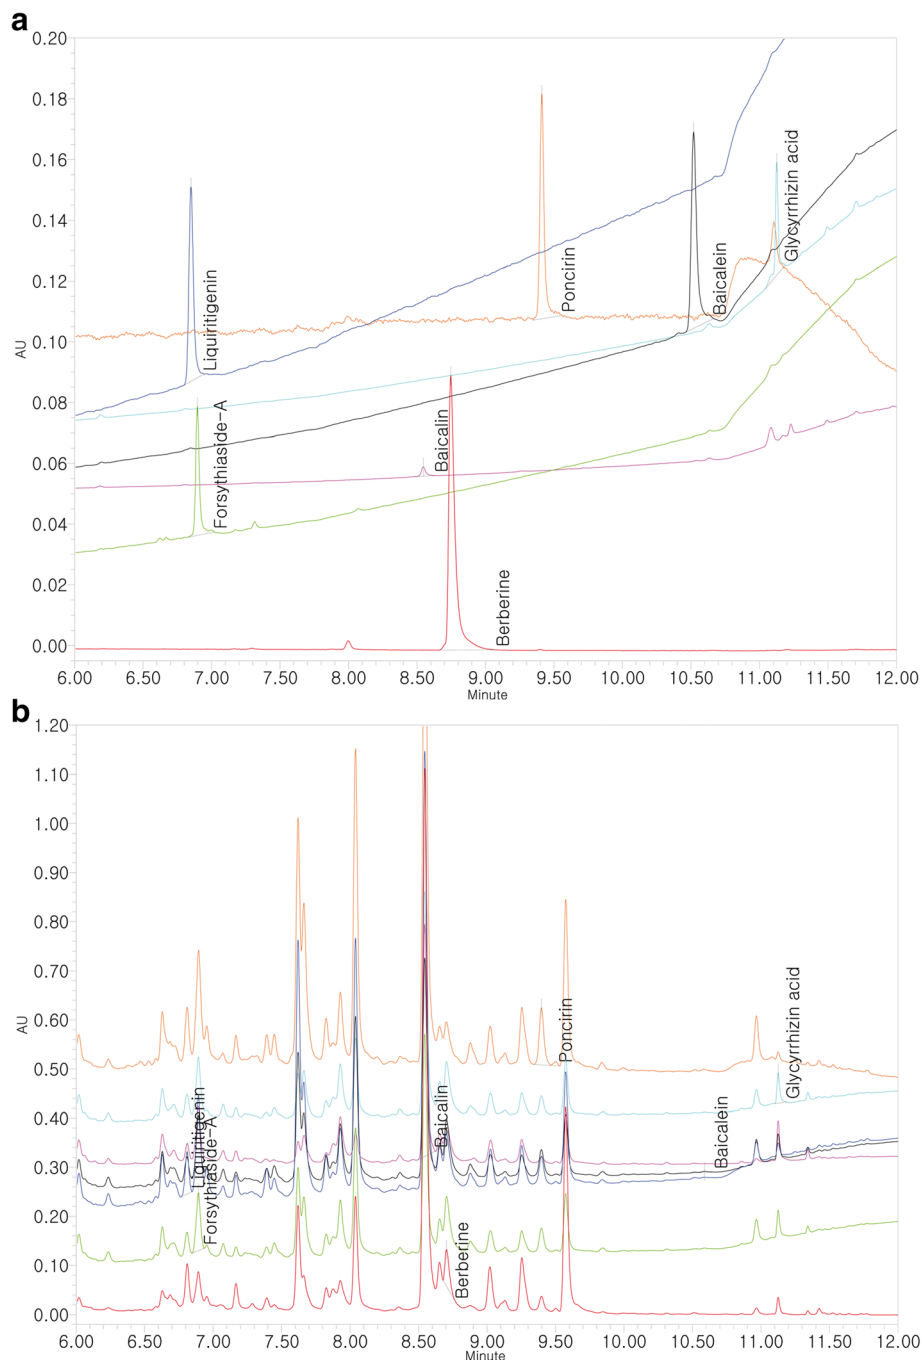 a
0.20
0.18
0.16
0.14
0.12
0.10
0.08
0.06
0.04
0.02
0.00
AU
Liquiritigenin
Forsythiaside-A
Baicalin
Berberine
Poncirin
Baicalein
Glycyrrhizin acid
6.00 6.50 7.00 7.50 8.00 8.50 9.00 9.50 10.00 10.50 11.00 11.50 12.00
Minute
b
1.20
1.10
1.00
0.90
0.80
0.70
0.60
0.50
0.40
0.30
0.20
0.10
0.00
AU
Liquiritigenin
Forsythiaside-A
Baicalin
Berberine
Poncirin
Baicalein
Glycyrrhizin acid
6.00 6.50 7.00 7.50 8.00 8.50 9.00 9.50 10.00 10.50 11.00 11.50 12.00
Minute